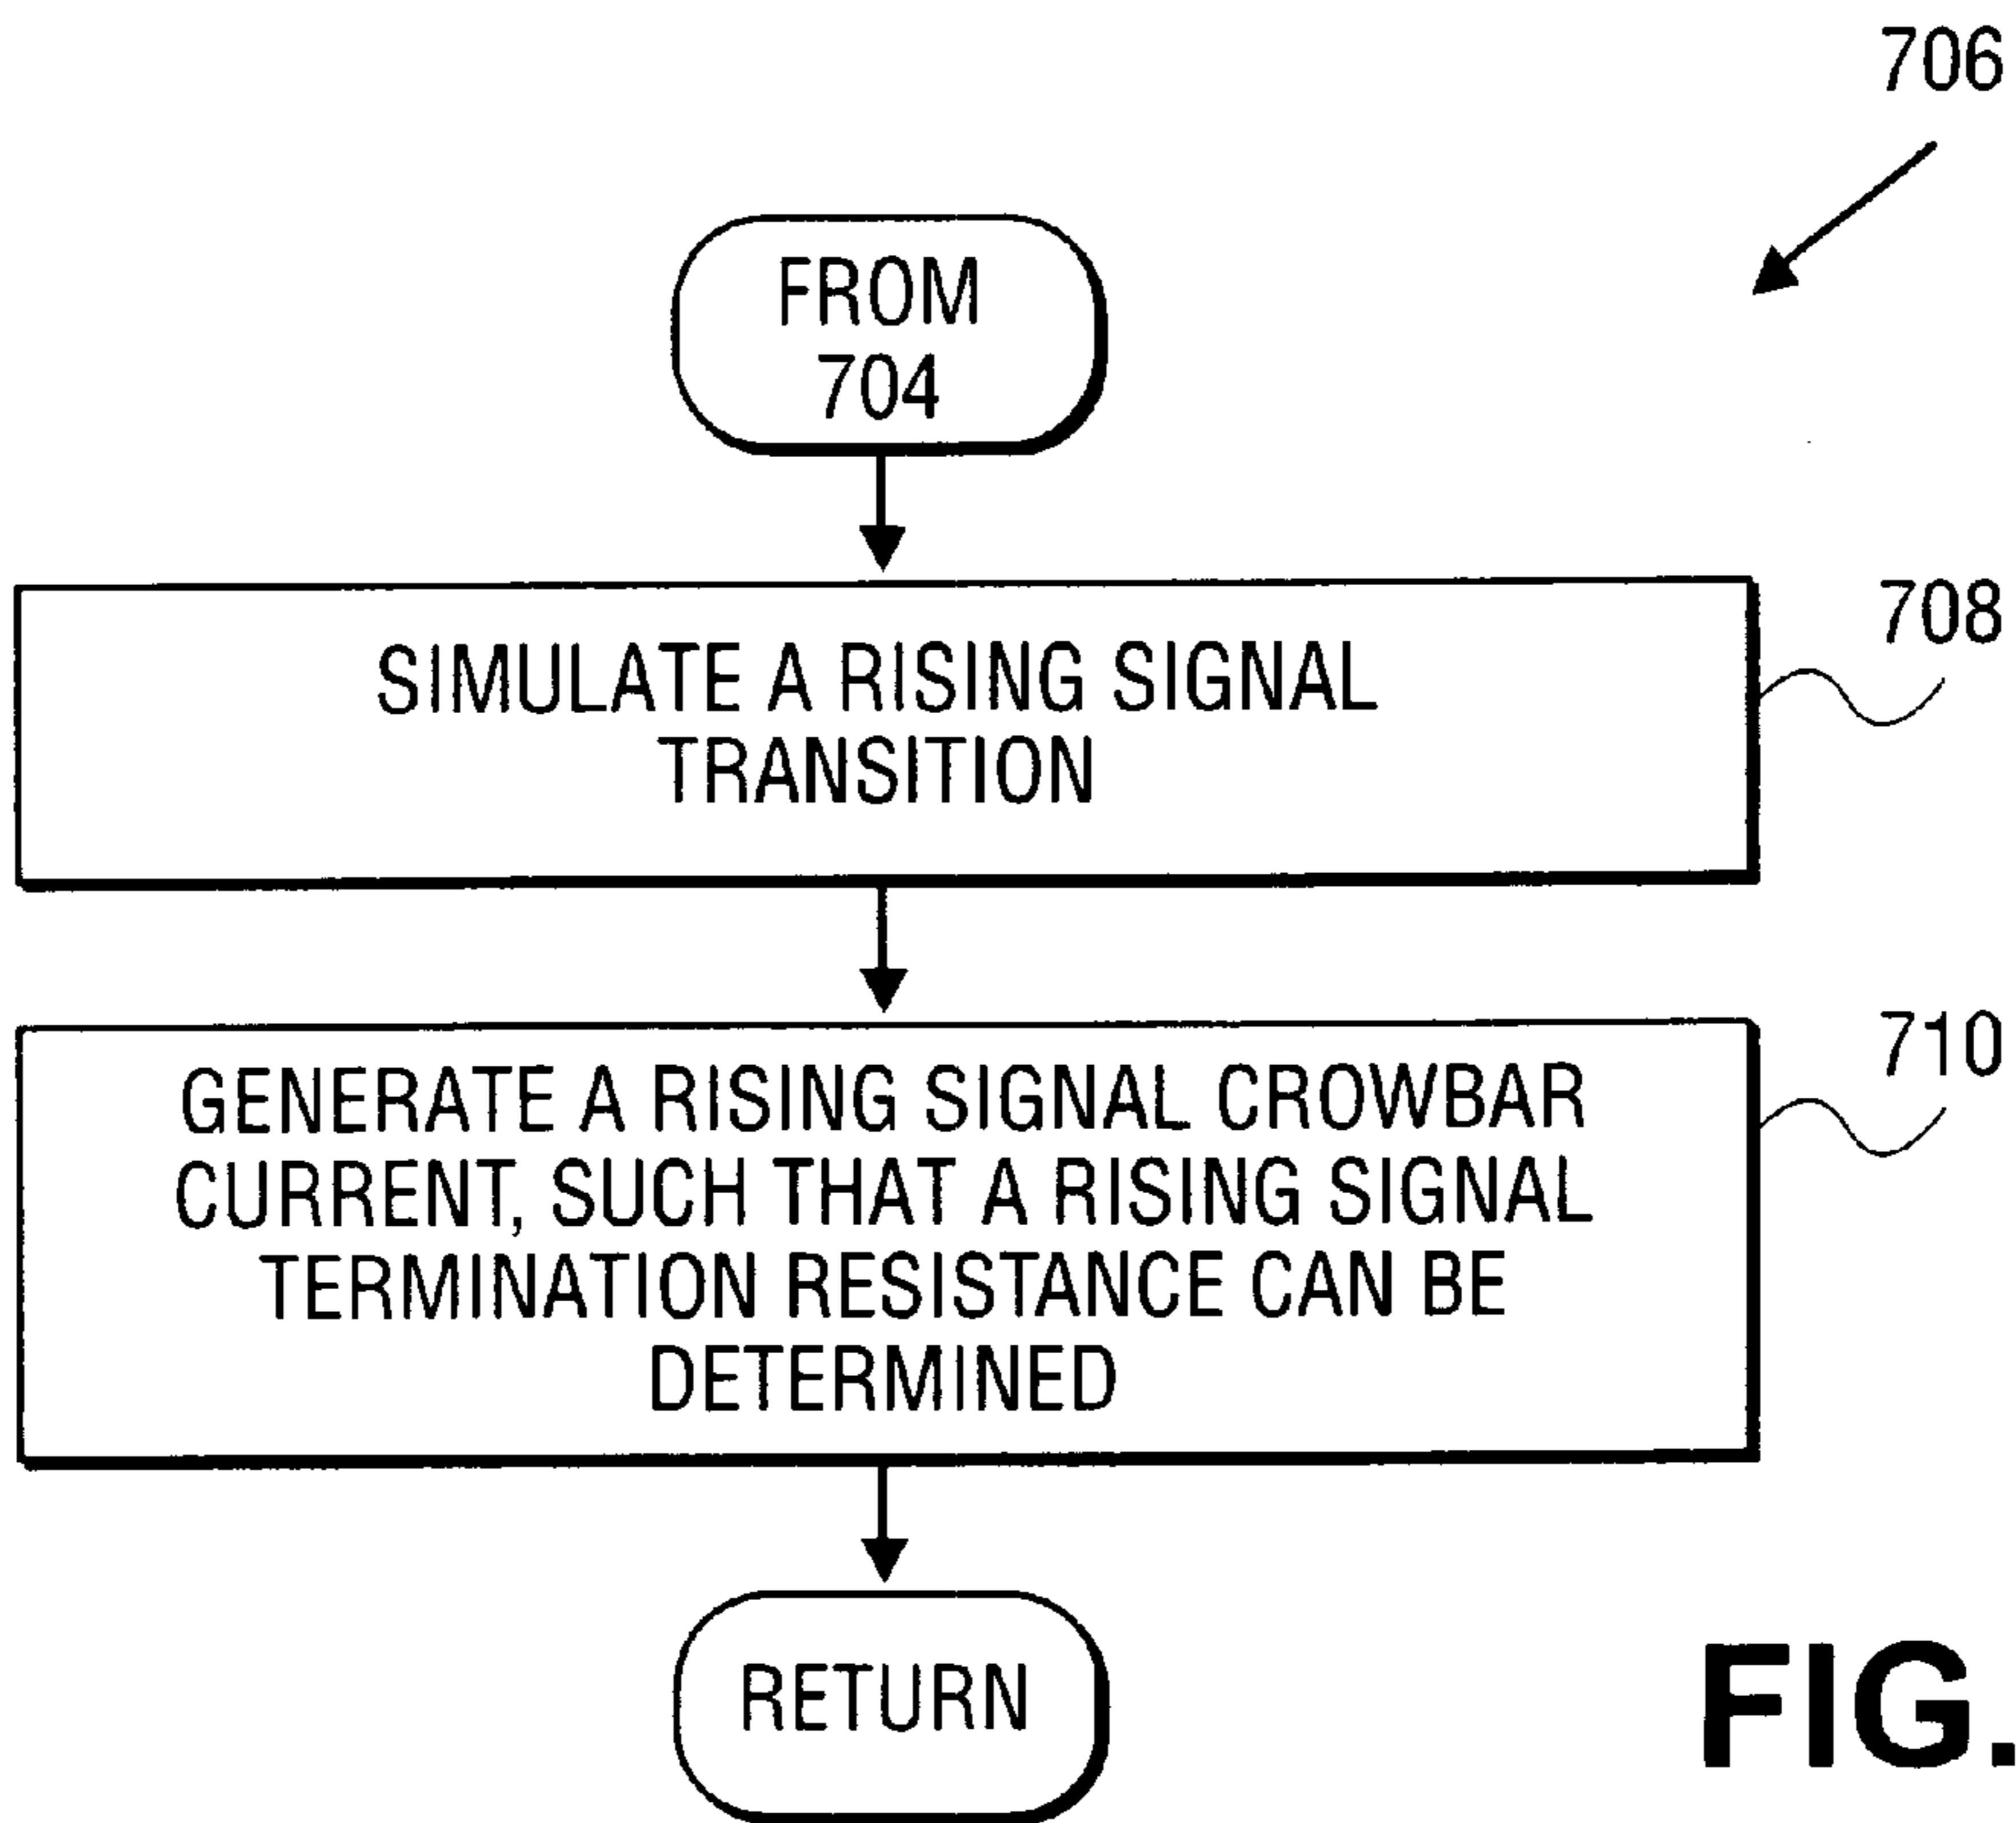 706
FROM
704
708
SIMULATE A RISING SIGNAL
TRANSITION
710
GENERATE A RISING SIGNAL CROWBAR
CURRENT, SUCH THAT A RISING SIGNAL
TERMINATION RESISTANCE CAN BE
DETERMINED
RETURN
FIG.